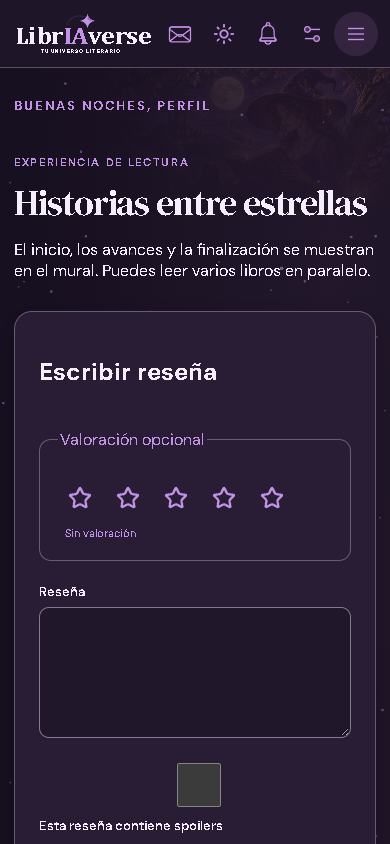 LibrIAverse
TU UNIVERSO LITERARIO
BUENAS NOCHES, PERFIL
EXPERIENCIA DE LECTURA
Historias entre estrellas
El inicio, los avances y la finalización se muestran
en el mural. Puedes leer varios libros en paralelo.
Escribir reseña
Valoración opcional
Sin valoración
Reseña
Esta reseña contiene spoilers